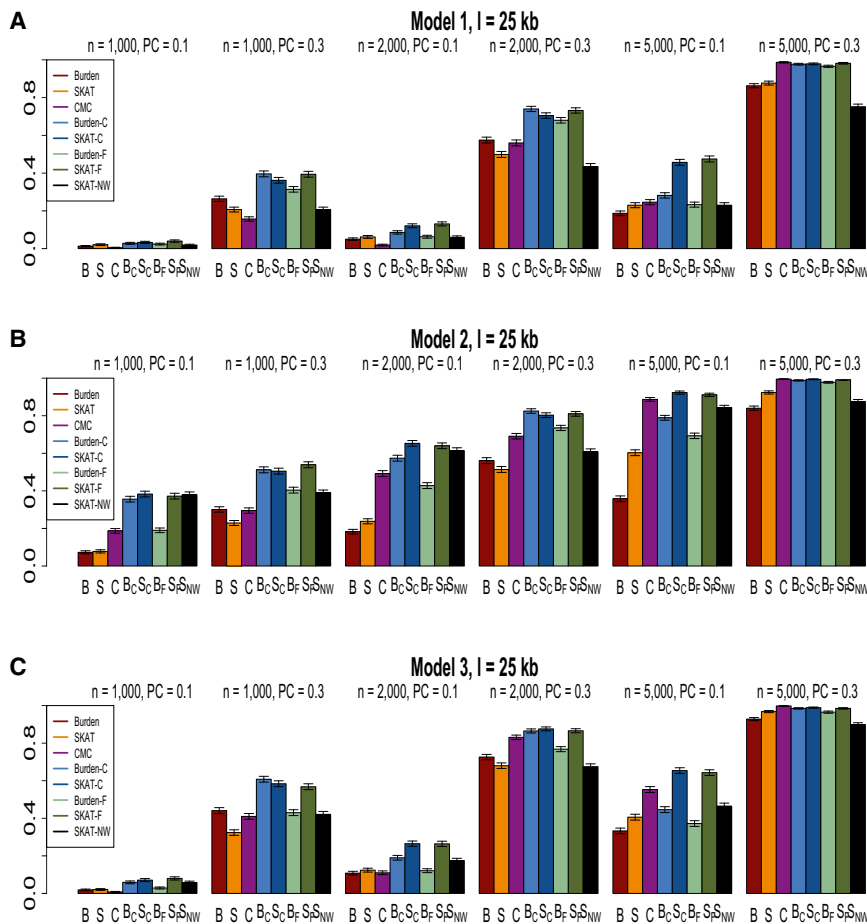 A
Model 1, l = 25 kb
n = 1,000, PC = 0.1 n = 1,000, PC = 0.3 n = 2,000, PC = 0.1 n = 2,000, PC = 0.3 n = 5,000, PC = 0.1 n = 5,000, PC = 0.3
0.8
0.4
0.0
Burden
SKAT
CMC
Burden-C
SKAT-C
Burden-F
SKAT-F
SKAT-NW
B S C BC SC BF SF SNW B S C BC SC BF SF SNW B S C BC SC BF SF SNW B S C BC SC BF SF SNW B S C BC SC BF SF SNW B S C BC SC BF SF SNW
B
Model 2, l = 25 kb
n = 1,000, PC = 0.1 n = 1,000, PC = 0.3 n = 2,000, PC = 0.1 n = 2,000, PC = 0.3 n = 5,000, PC = 0.1 n = 5,000, PC = 0.3
0.8
0.4
0.0
Burden
SKAT
CMC
Burden-C
SKAT-C
Burden-F
SKAT-F
SKAT-NW
B S C BC SC BF SF SNW B S C BC SC BF SF SNW B S C BC SC BF SF SNW B S C BC SC BF SF SNW B S C BC SC BF SF SNW B S C BC SC BF SF SNW
C
Model 3, l = 25 kb
n = 1,000, PC = 0.1 n = 1,000, PC = 0.3 n = 2,000, PC = 0.1 n = 2,000, PC = 0.3 n = 5,000, PC = 0.1 n = 5,000, PC = 0.3
0.8
0.4
0.0
Burden
SKAT
CMC
Burden-C
SKAT-C
Burden-F
SKAT-F
SKAT-NW
B S C BC SC BF SF SNW B S C BC SC BF SF SNW B S C BC SC BF SF SNW B S C BC SC BF SF SNW B S C BC SC BF SF SNW B S C BC SC BF SF SNW